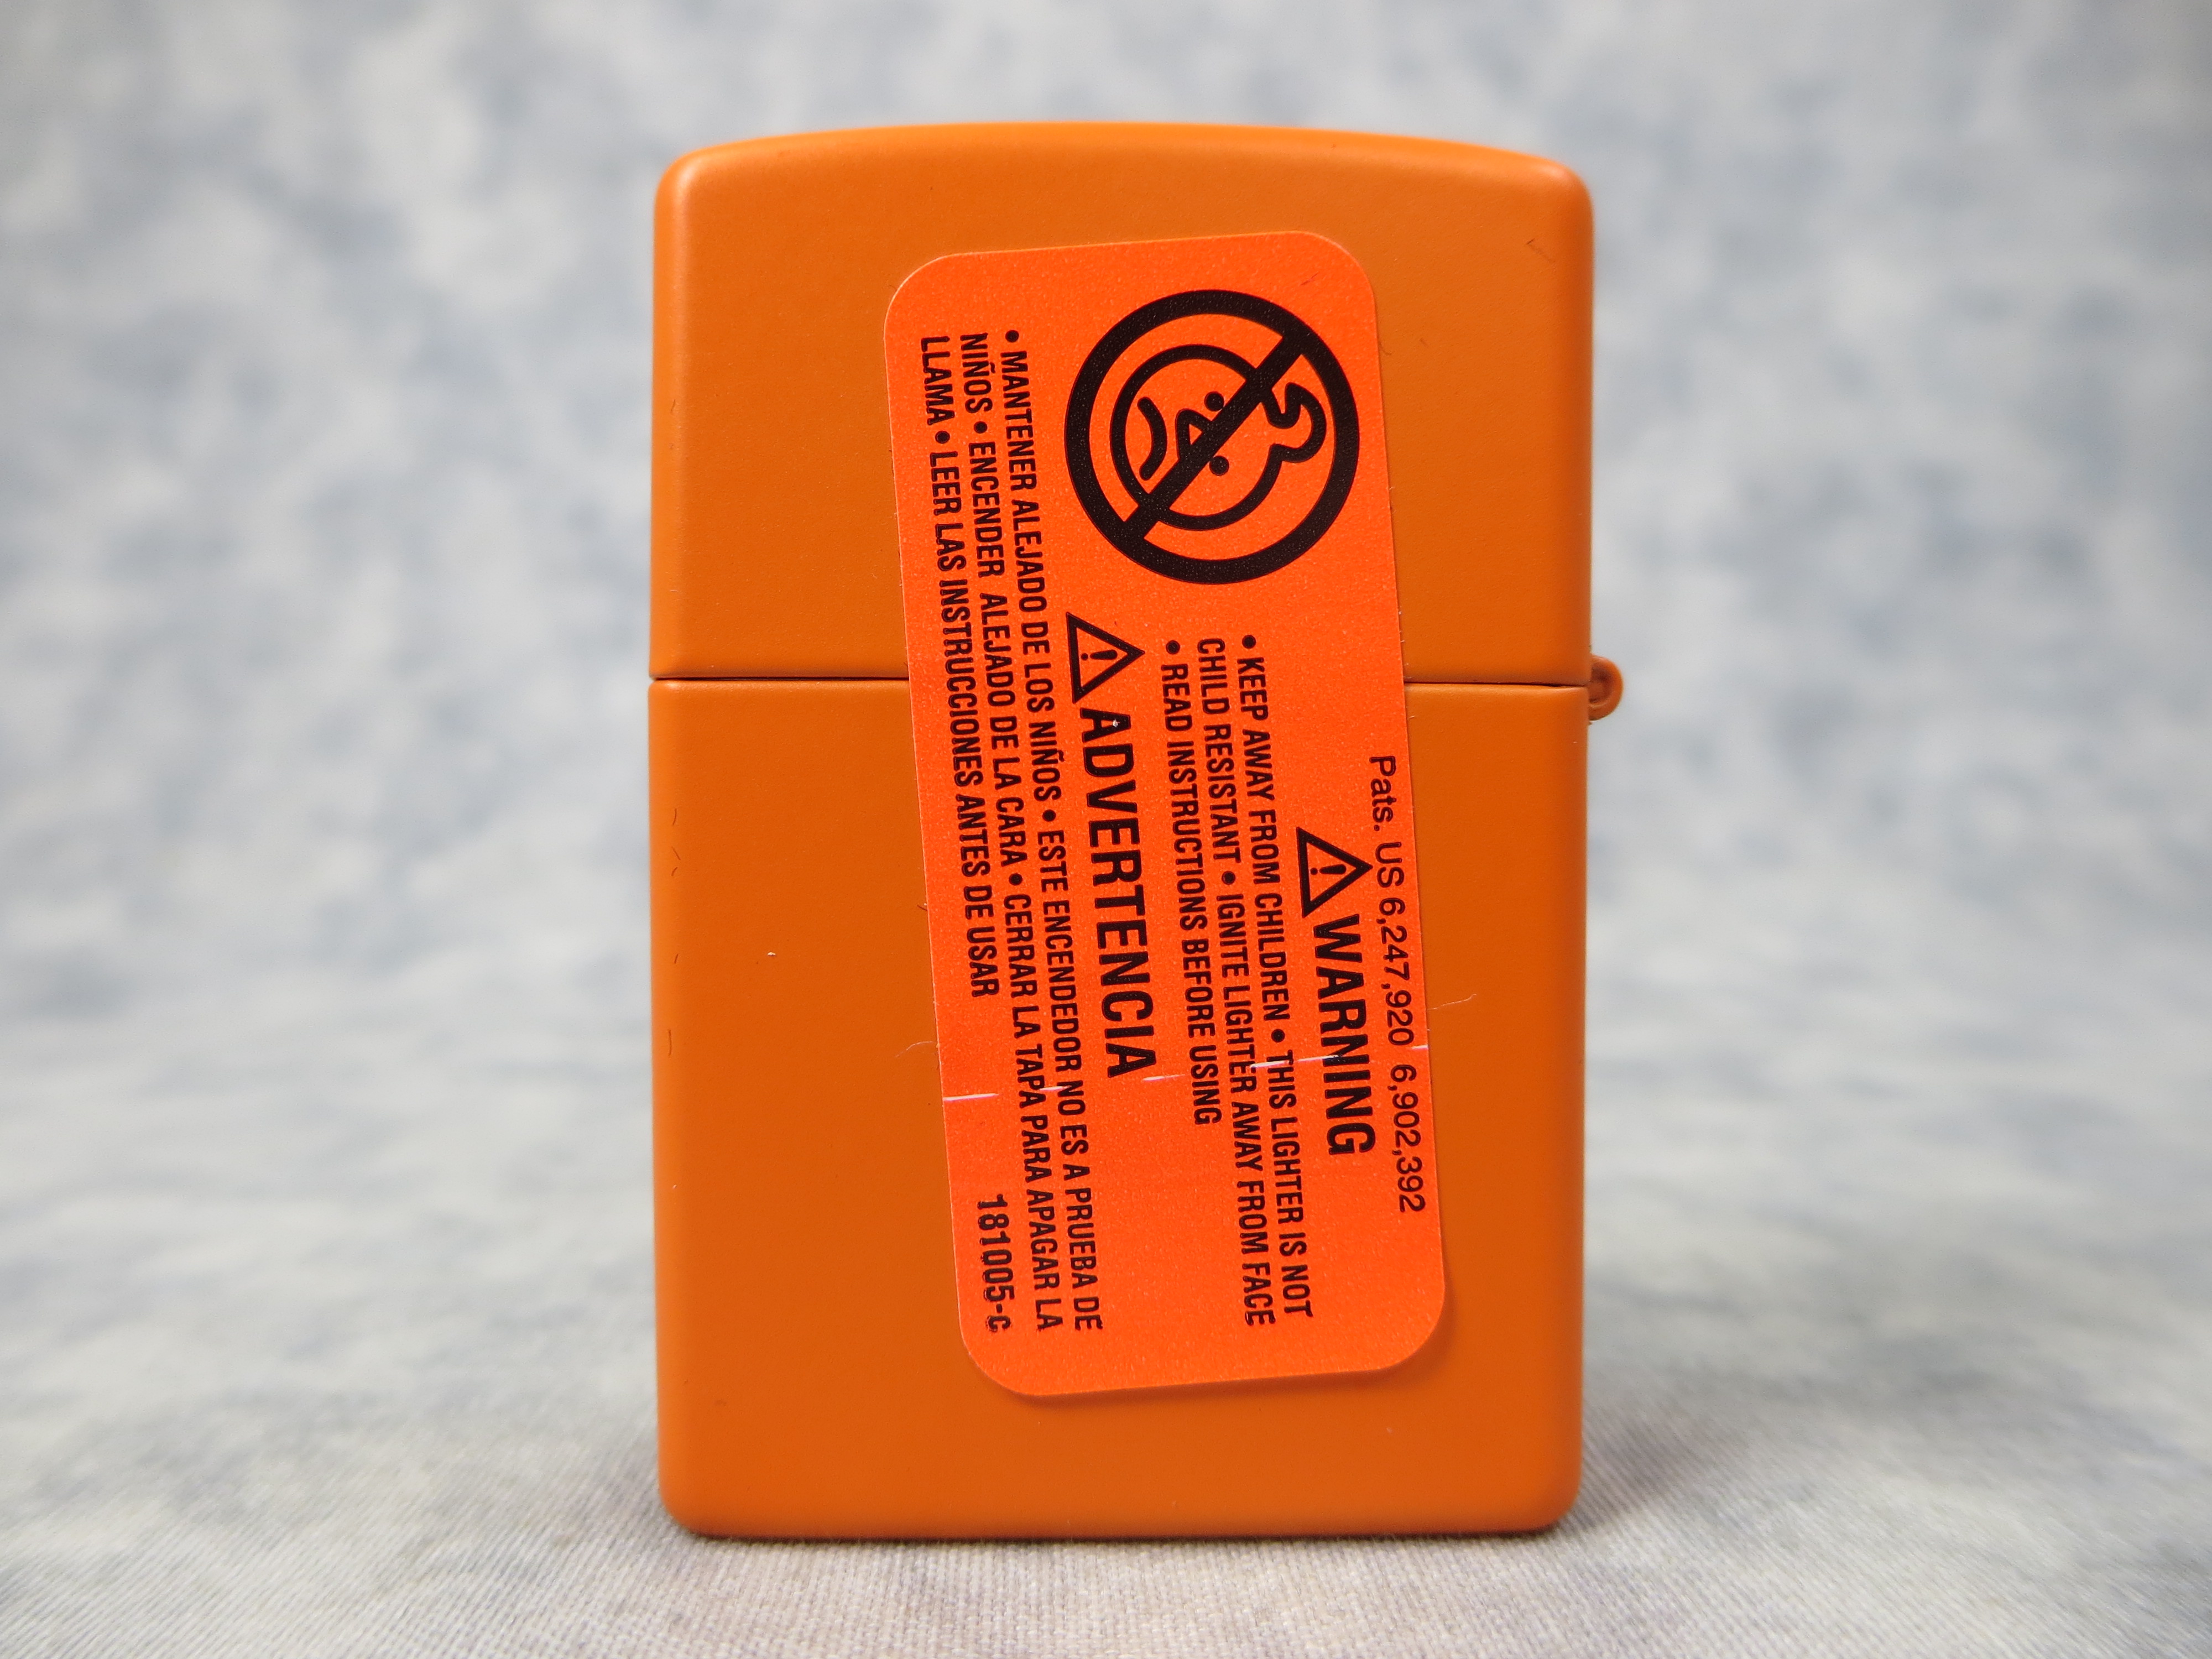 Pats. US 6,247,920 6,902,392
WARNING
• KEEP AWAY FROM CHILDREN • THIS LIGHTER IS NOT
CHILD RESISTANT • IGNITE LIGHTER AWAY FROM FACE
• READ INSTRUCTIONS BEFORE USING
ADVERTENCIA
• MANTENER ALEJADO DE LOS NIÑOS • ESTE ENCENDEDOR NO ES A PRUEBA DE
NIÑOS • ENCENDER ALEJADO DE LA CARA • CERRAR LA TAPA PARA APAGAR LA
LLAMA • LEER LAS INSTRUCCIONES ANTES DE USAR
181005-C